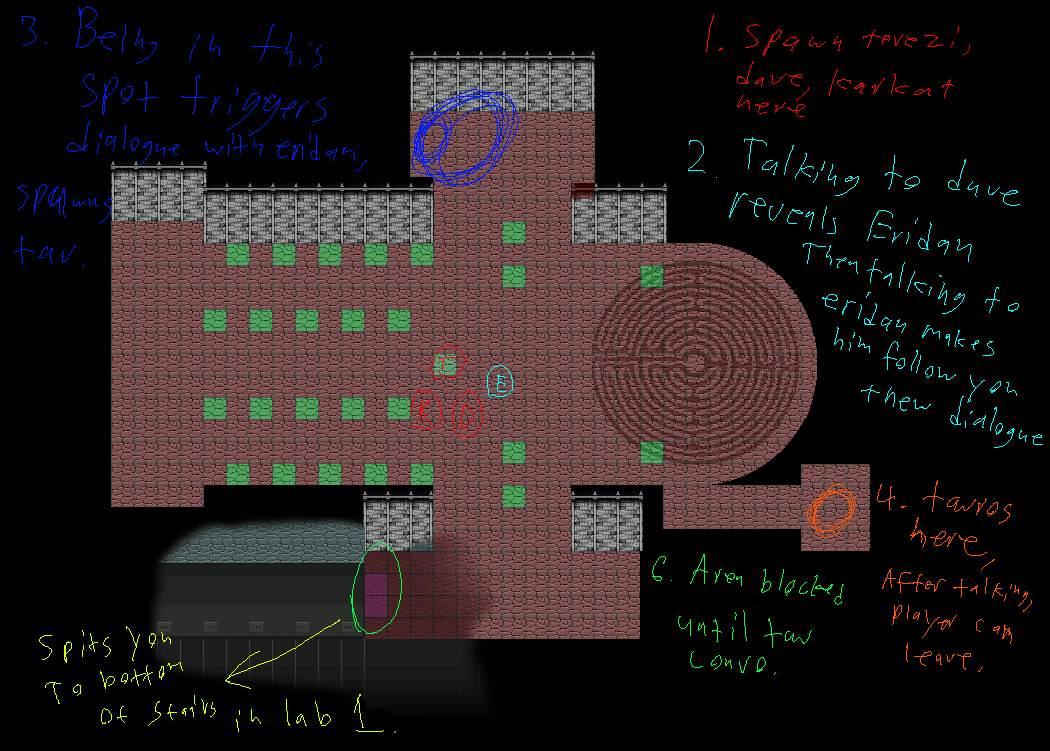 3. Being in this
spot triggers
dialogue with eridan,
spawns
tav.
1. Spawn terezi,
dave, karkat
here
2. Talking to dave
reveals Eridan
Then talking to
eridan makes
him follow you
+ new dialogue
T
E
4. tavros
here,
After talking,
player can
leave.
6. Area blocked
until tav
convo.
Spits you
To bottom
of stairs in lab 1.